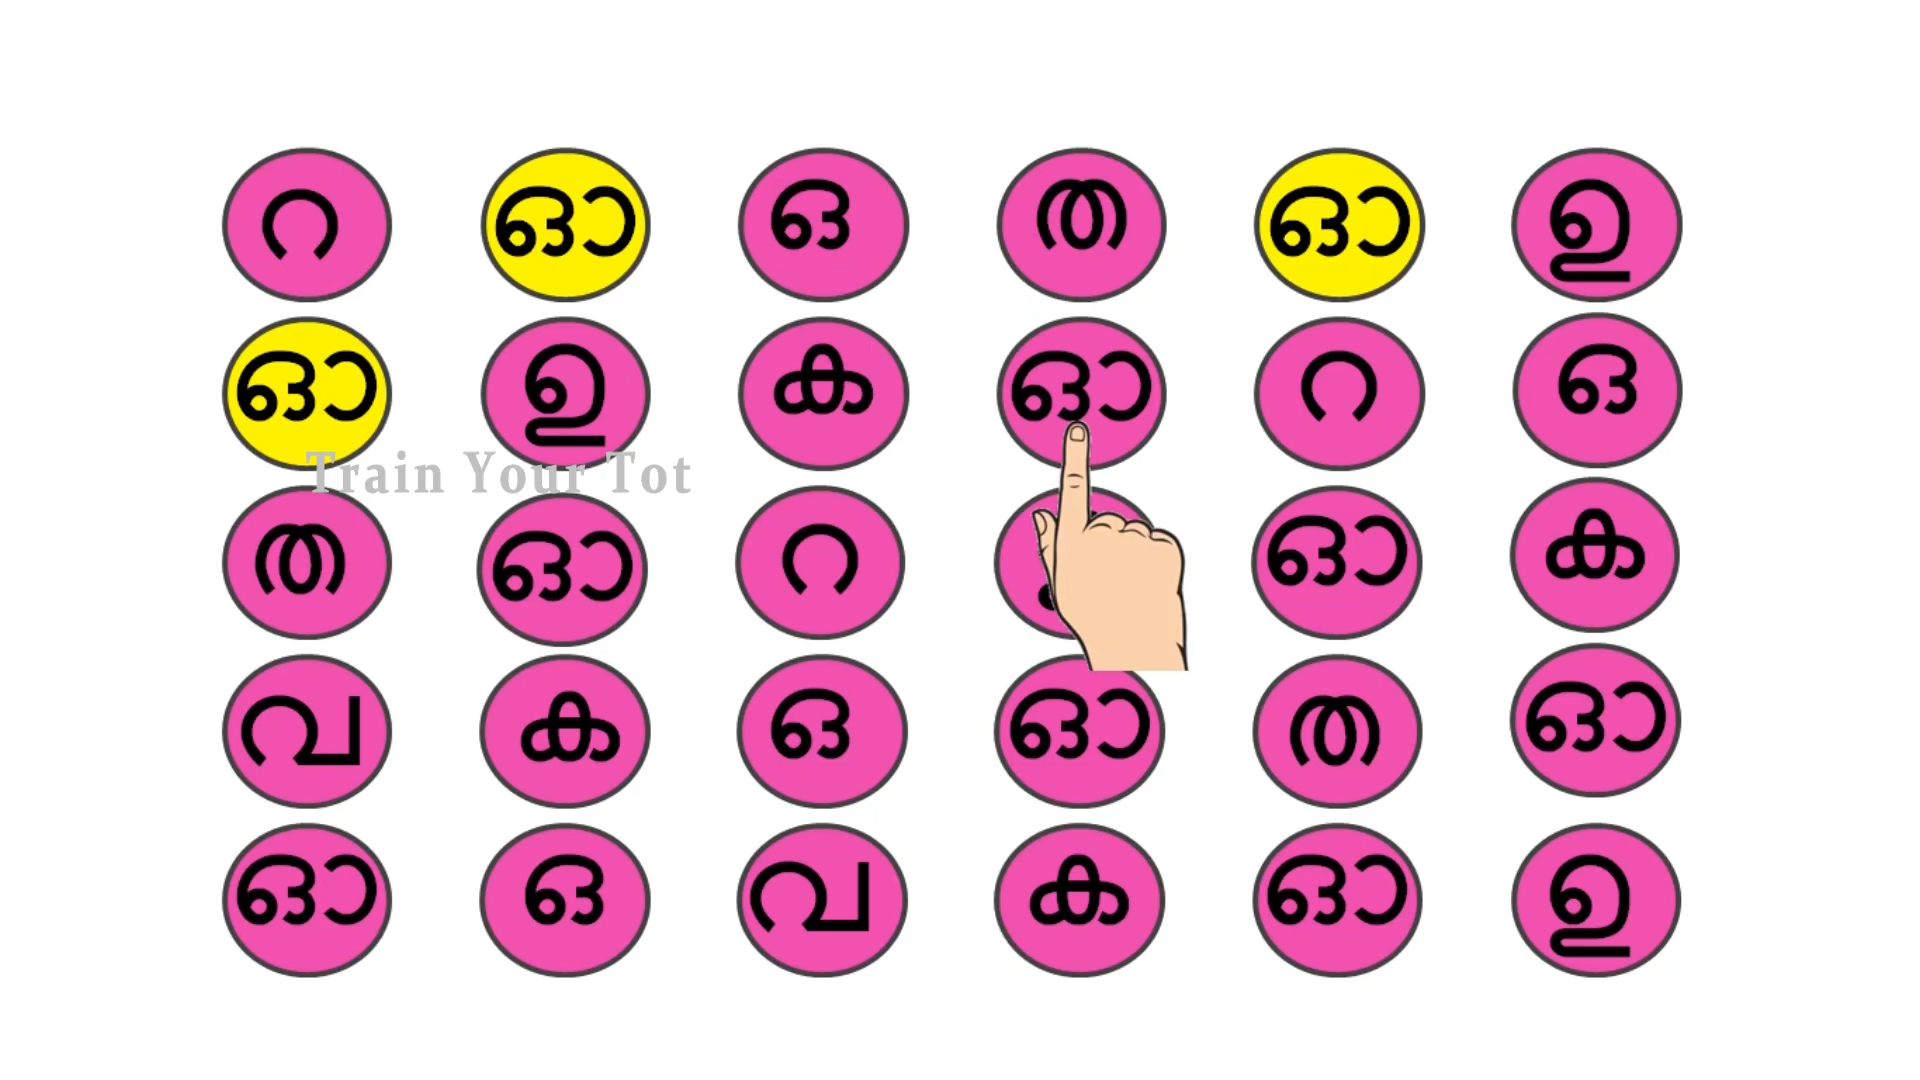 റ ഓ ഒ ത ഓ ഉ
ഓ ഉ ക ഓ റ ഒ
Train Your Tot
ത ഓ റ ഓ ക
വ ക ഒ ഓ ത ഓ
ഓ ഒ വ ക ഓ ഉ